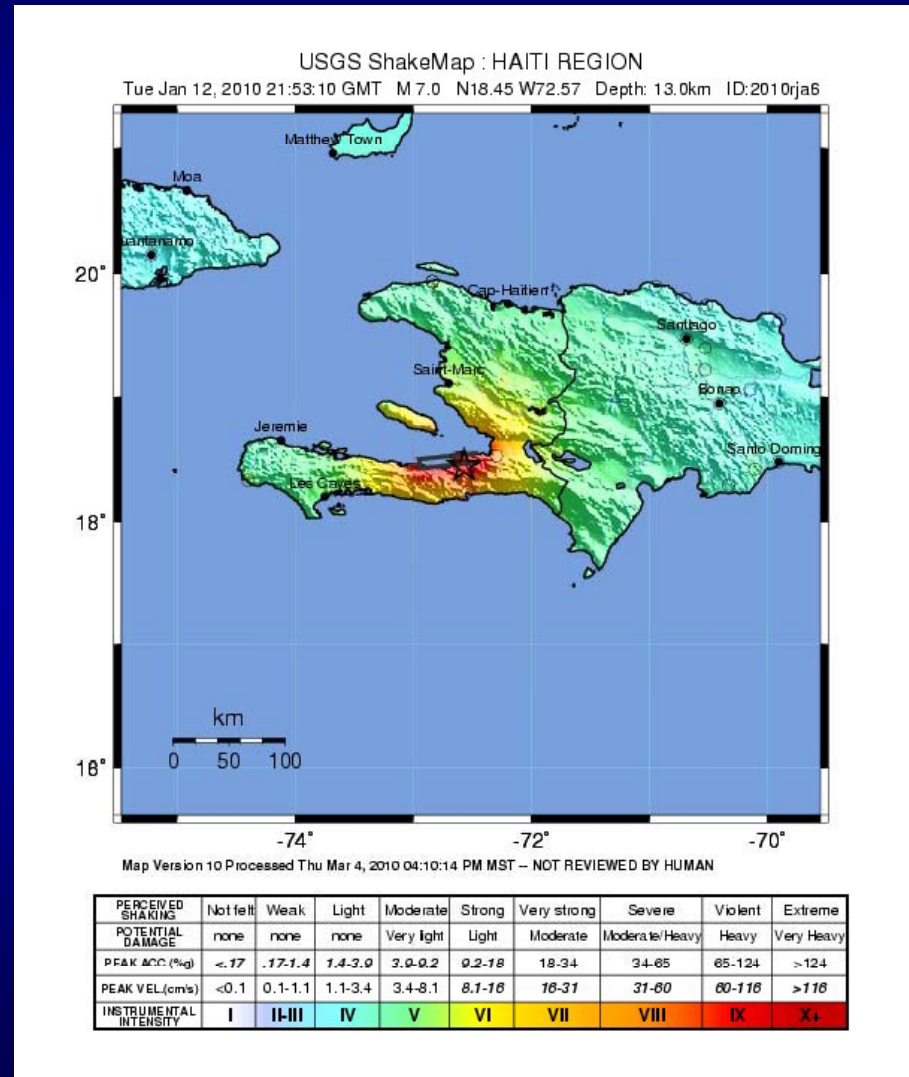 USGS ShakeMap : HAITI REGION
Tue Jan 12, 2010 21:53:10 GMT M 7.0 N18.45 W72.57 Depth: 13.0km ID:2010rja6
Matthew Town
Moa
uantanamo
20°
Cap-Haitien
Santiago
Saint-Marc
Bonao
Jeremie
Santo Doming
Les Cayes
18°
km
0 50 100
16°
-74° -72° -70°
Map Version 10 Processed Thu Mar 4, 2010 04:10:14 PM MST -- NOT REVIEWED BY HUMAN
PERCEIVED SHAKING Not felt Weak Light Moderate Strong Very strong Severe Violent Extreme
POTENTIAL DAMAGE none none none Very light Light Moderate Moderate/Heavy Heavy Very Heavy
PEAK ACC.(%g) <.17 .17-1.4 1.4-3.9 3.9-9.2 9.2-18 18-34 34-65 65-124 >124
PEAK VEL.(cm/s) <0.1 0.1-1.1 1.1-3.4 3.4-8.1 8.1-16 16-31 31-60 60-116 >116
INSTRUMENTAL INTENSITY I II-III IV V VI VII VIII IX X+